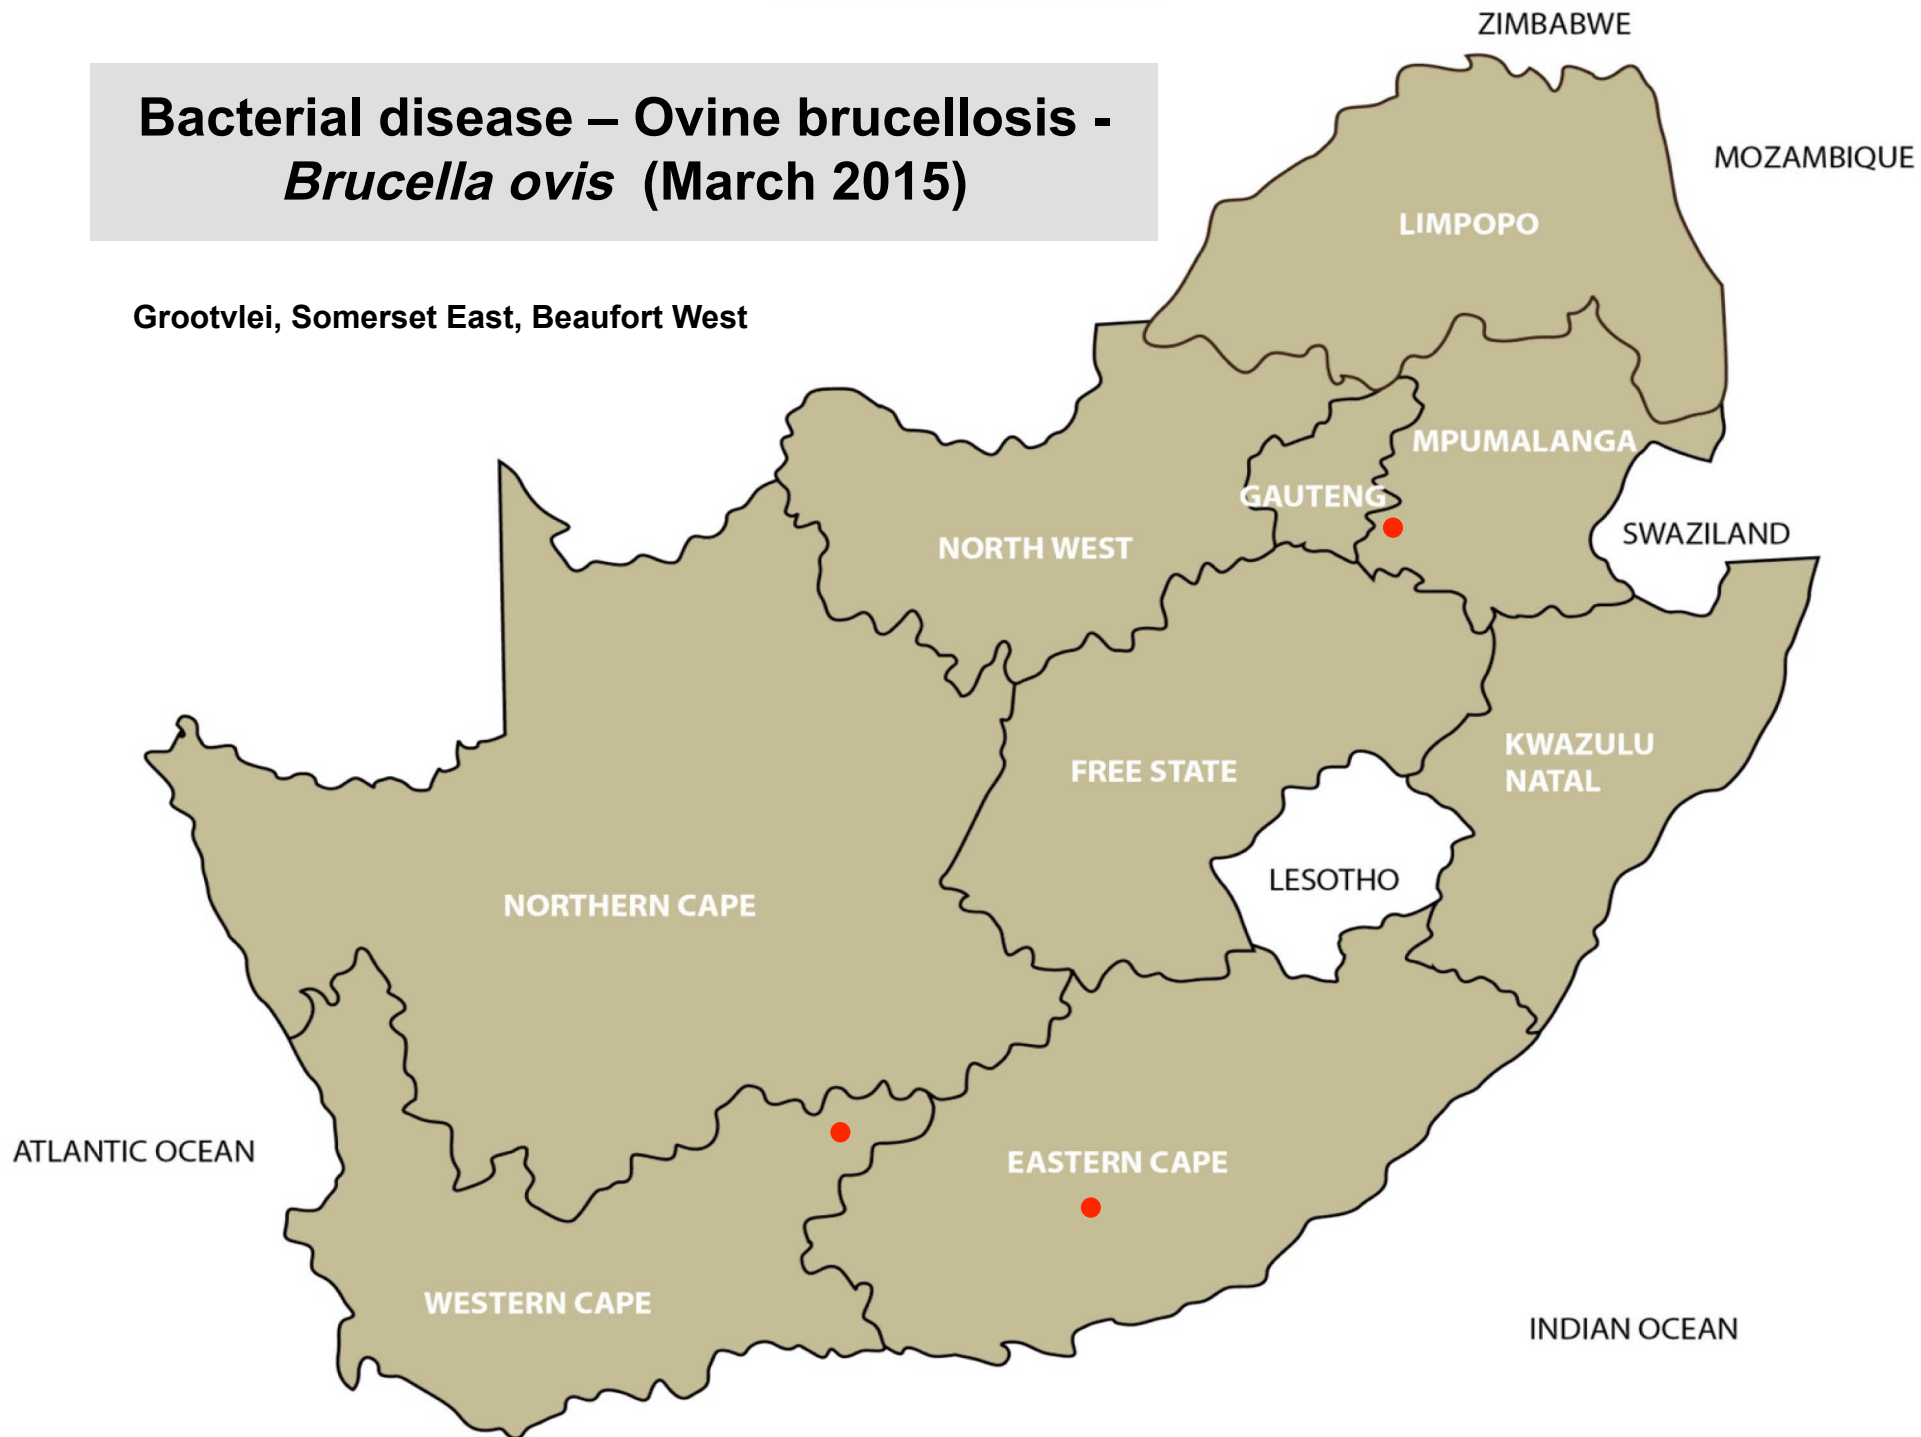 ZIMBABWE
Bacterial disease – Ovine brucellosis -
Brucella ovis (March 2015)
MOZAMBIQUE
LIMPOPO
Grootvlei, Somerset East, Beaufort West
MPUMALANGA
GAUTENG
SWAZILAND
NORTH WEST
KWAZULU
NATAL
FREE STATE
LESOTHO
NORTHERN CAPE
ATLANTIC OCEAN
EASTERN CAPE
WESTERN CAPE
INDIAN OCEAN